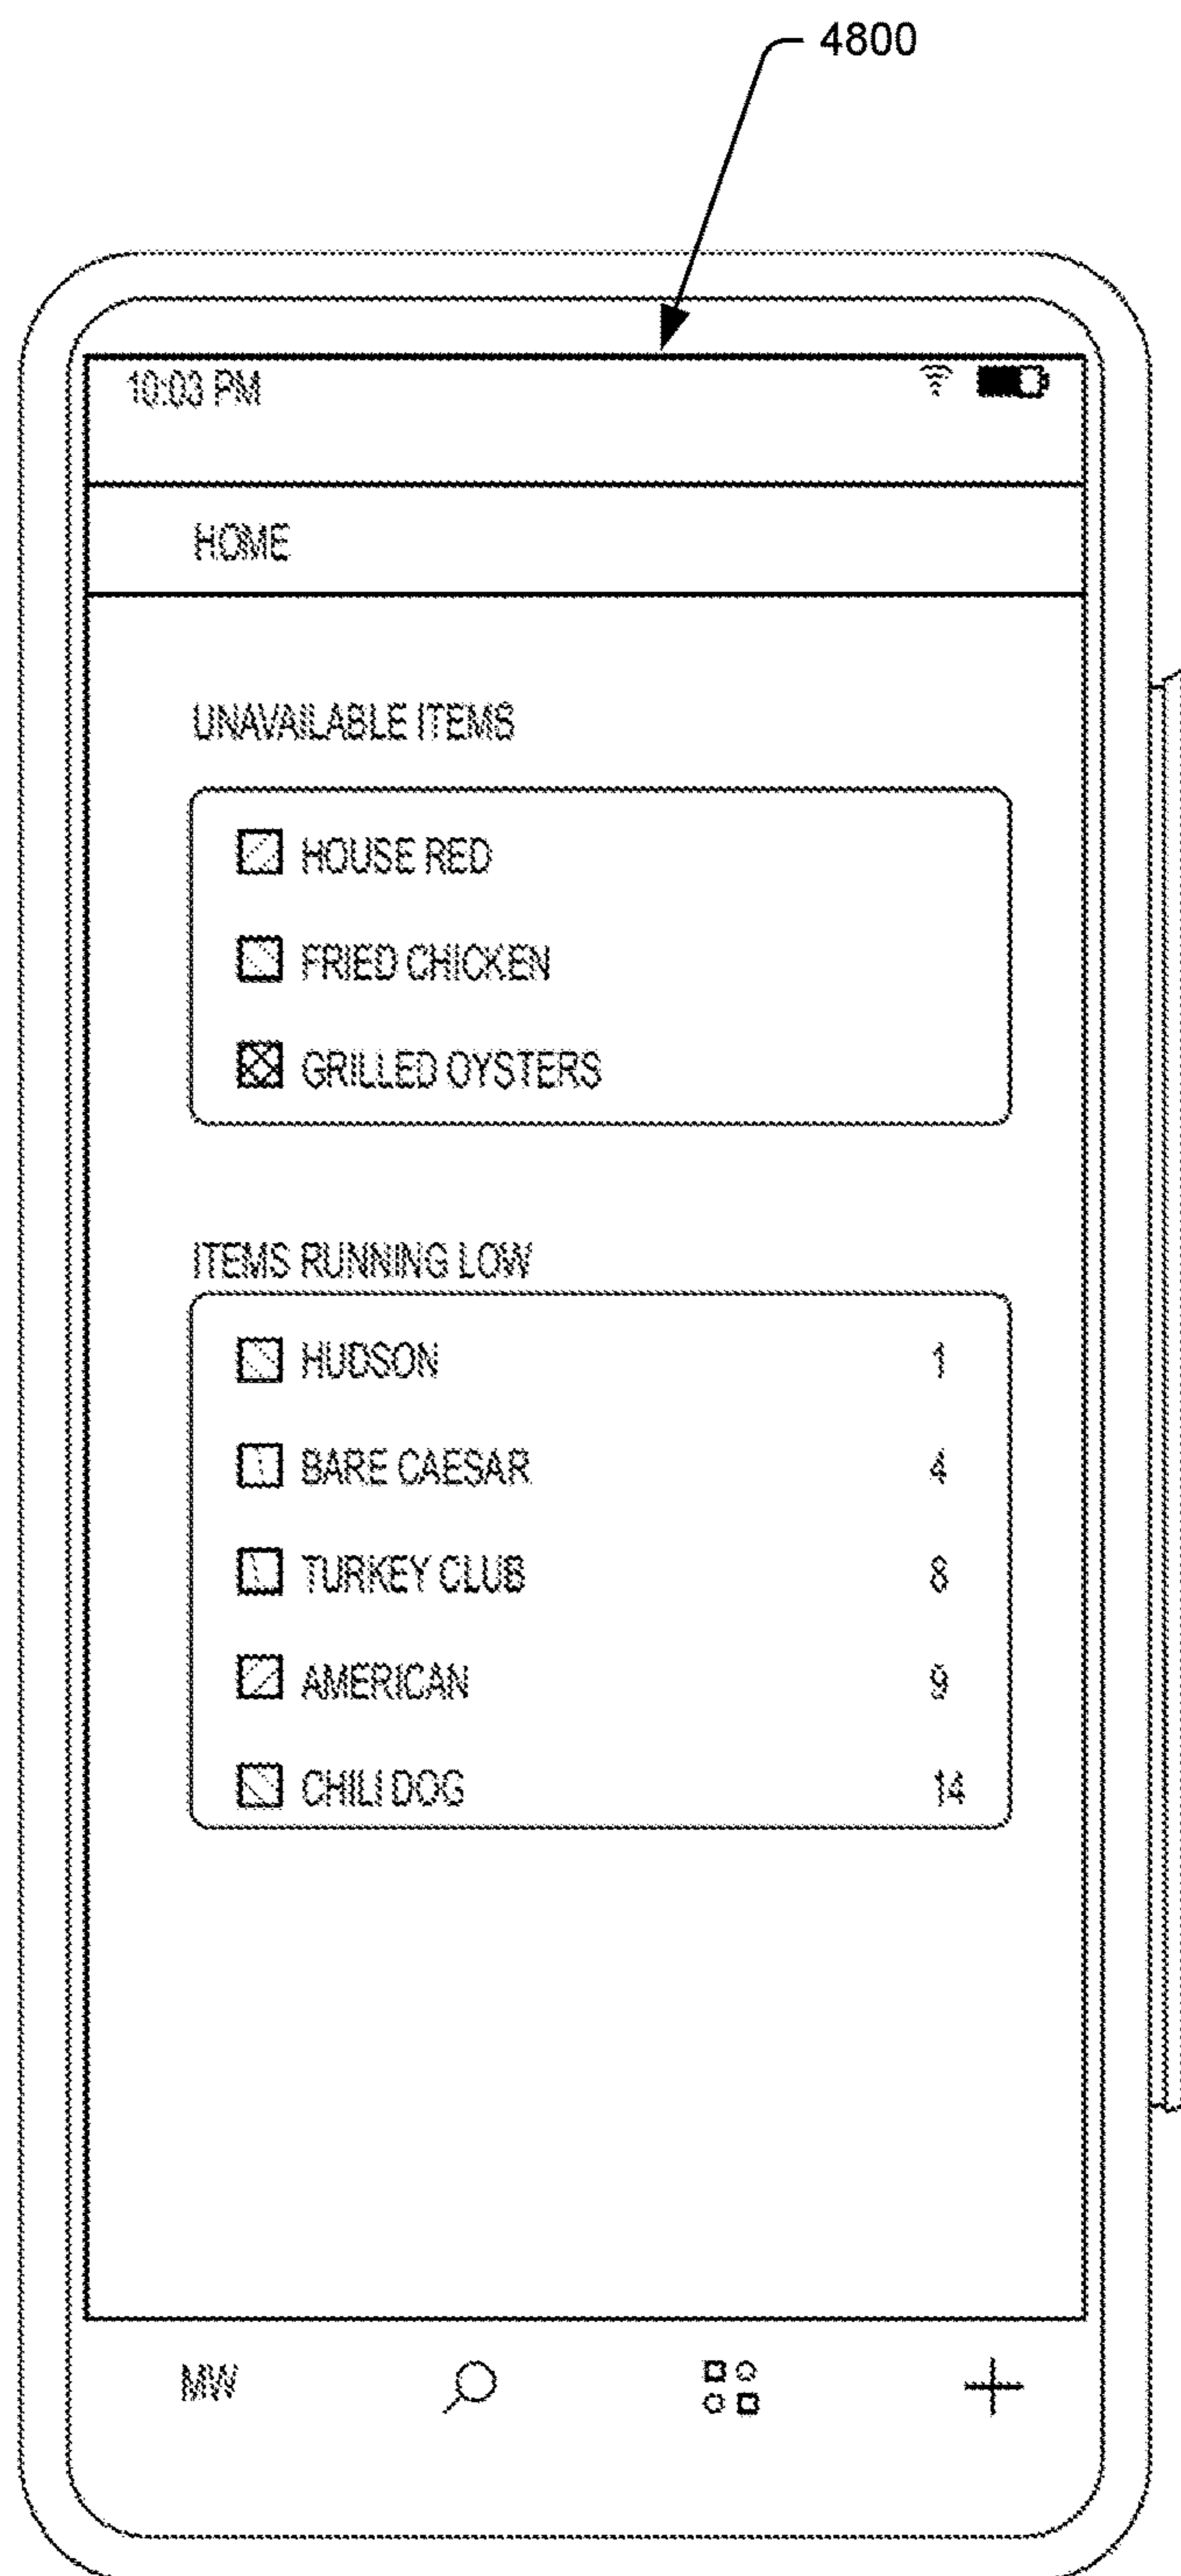 4800
10:03 PM
HOME
UNAVAILABLE ITEMS
HOUSE RED
FRIED CHICKEN
GRILLED OYSTERS
ITEMS RUNNING LOW
HUDSON 1
BARE CAESAR 4
TURKEY CLUB 8
AMERICAN 9
CHILI DOG 14
MW